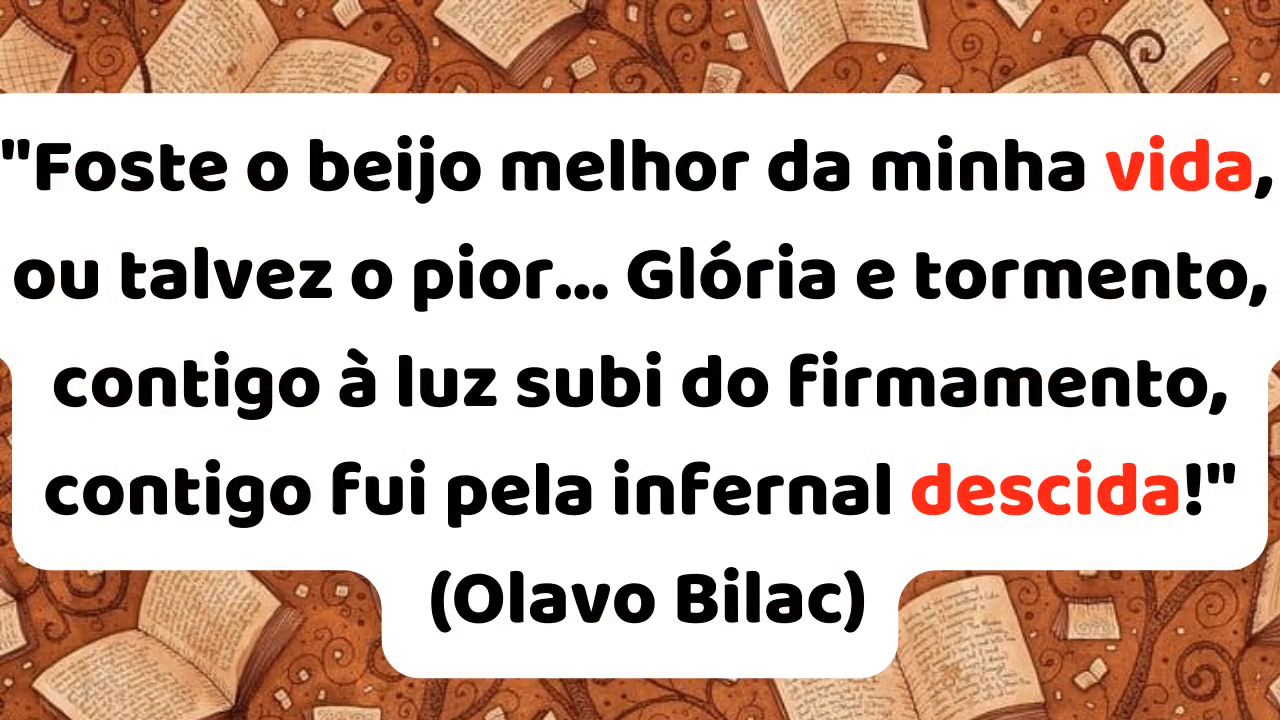 "Foste o beijo melhor da minha vida,
ou talvez o pior... Glória e tormento,
contigo à luz subi do firmamento,
contigo fui pela infernal descida!"
(Olavo Bilac)